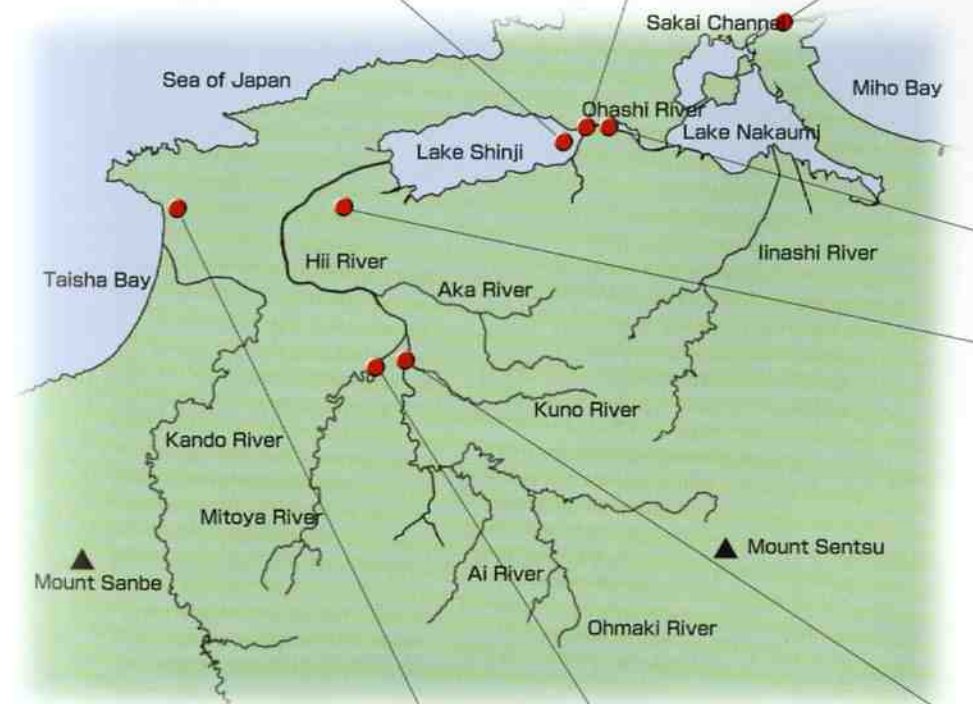 Sakai Channel
Sea of Japan
Miho Bay
Ohashi River
Lake Nakaumi
Lake Shinji
Iinashi River
Hii River
Taisha Bay
Aka River
Kuno River
Kando River
Mitoya River
Mount Sentsu
Ai River
Mount Sanbe
Ohmaki River